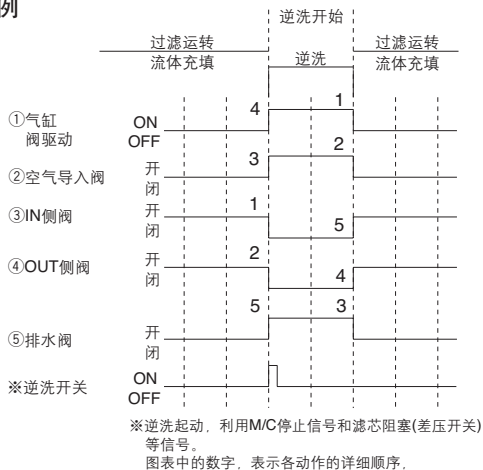 例
逆洗开始
过滤运转
过滤运转
流体充填
逆洗
流体充填
①气缸
阀驱动
ON
OFF
4
1
②空气导入阀
开
闭
3
2
③IN侧阀
开
闭
1
5
④OUT侧阀
开
闭
2
4
⑤排水阀
开
闭
5
3
※逆洗开关
ON
OFF
※逆洗起动，利用M/C停止信号和滤芯阻塞(差压开关)
等信号。
图表中的数字，表示各动作的详细顺序，